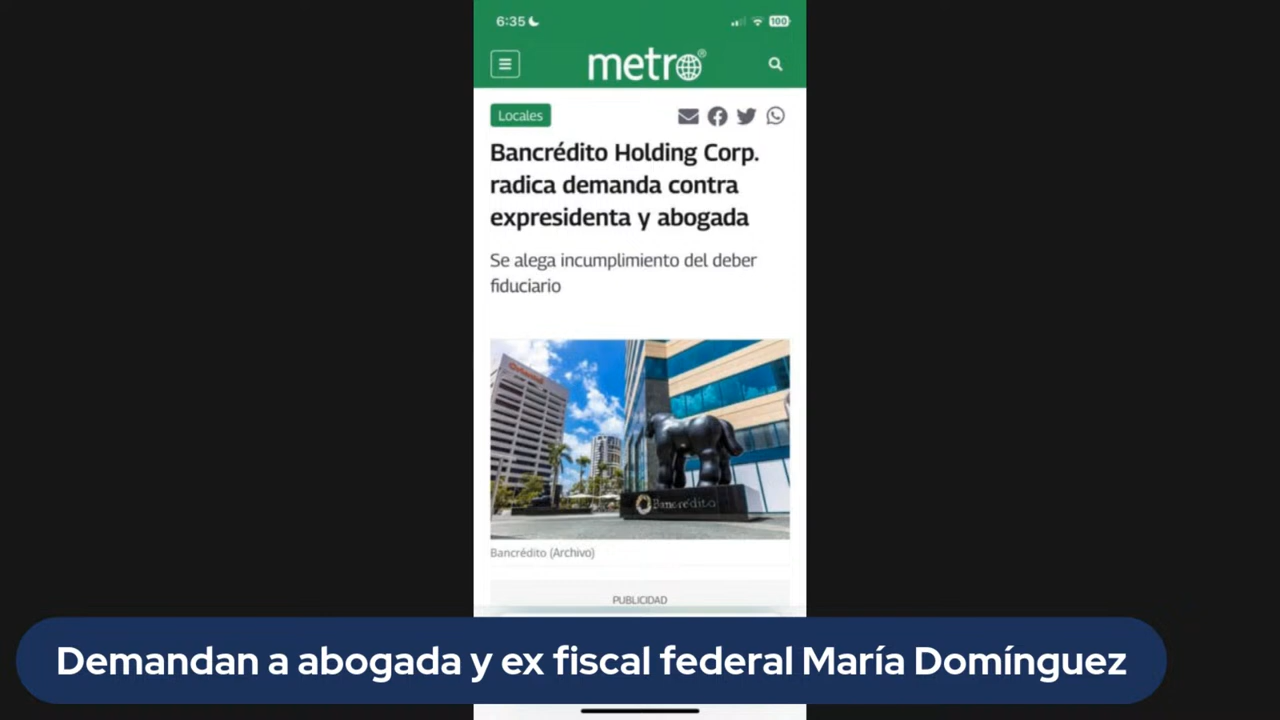 6:35
100
metro
Locales
Bancrédito Holding Corp.
radica demanda contra
expresidenta y abogada
Se alega incumplimiento del deber
fiduciario
Oriental
Bancrédito
Bancrédito (Archivo)
PUBLICIDAD
Demandan a abogada y ex fiscal federal María Domínguez